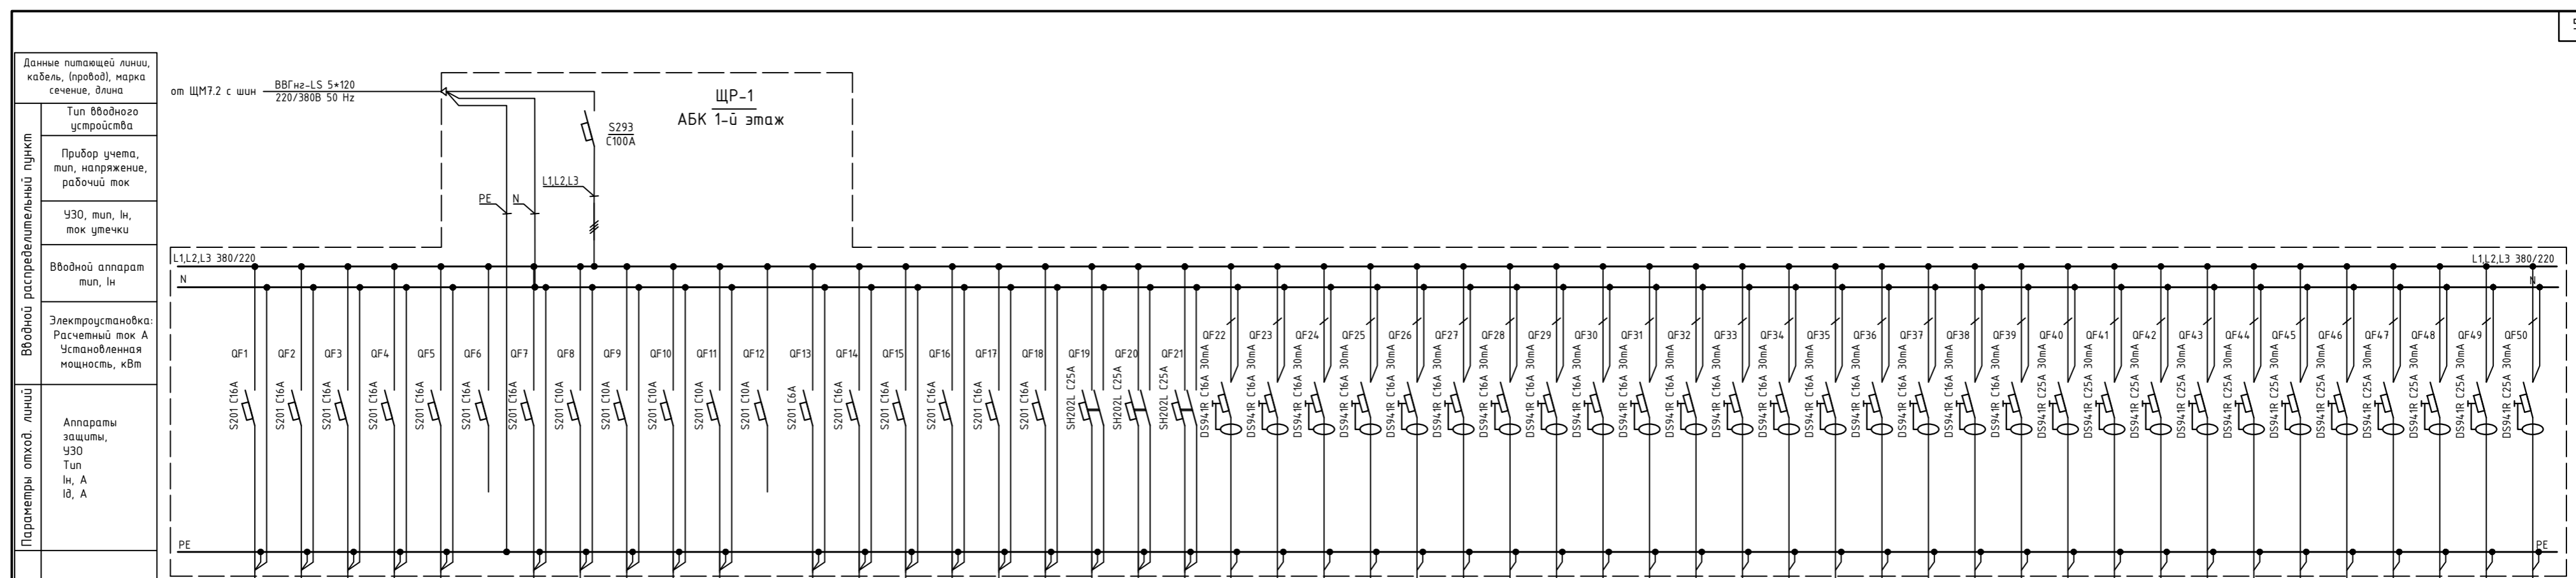 5
Данные питающей линии,
кабель, (провод), марка
сечение, длина
Вводной распределительный пункт
Тип вводного
устройства
Прибор учета,
тип, напряжение,
рабочий ток
УЗО, тип, Iн,
ток утечки
Вводной аппарат
тип, Iн
Электроустановка:
Расчетный ток А
Установленная
мощность, кВт
Параметры отход. линий
Аппараты
защиты,
УЗО
Тип
Iн, А
Iд, А
от ЩМ7.2 с шин
ВВГнг-LS 5*120
220/380В 50 Hz
ЩР-1
АБК 1-й этаж
S293
C100A
L1,L2,L3
PE
N
L1,L2,L3 380/220
N
L1,L2,L3 380/220
N
QF1
S201 C16A
QF2
S201 C16A
QF3
S201 C16A
QF4
S201 C16A
QF5
S201 C16A
QF6
S201 C16A
QF7
S201 C16A
QF8
S201 C10A
QF9
S201 C10A
QF10
S201 C10A
QF11
S201 C10A
QF12
S201 C10A
QF13
S201 C6A
QF14
S201 C6A
QF15
S201 C6A
QF16
S201 C6A
QF17
S201 C6A
QF18
S201 C6A
QF19
SH202L C25A
QF20
SH202L C25A
QF21
SH202L C25A
QF22
DS941R C16A 30mA
QF23
DS941R C16A 30mA
QF24
DS941R C16A 30mA
QF25
DS941R C16A 30mA
QF26
DS941R C16A 30mA
QF27
DS941R C16A 30mA
QF28
DS941R C16A 30mA
QF29
DS941R C16A 30mA
QF30
DS941R C16A 30mA
QF31
DS941R C16A 30mA
QF32
DS941R C16A 30mA
QF33
DS941R C16A 30mA
QF34
DS941R C16A 30mA
QF35
DS941R C16A 30mA
QF36
DS941R C16A 30mA
QF37
DS941R C16A 30mA
QF38
DS941R C16A 30mA
QF39
DS941R C16A 30mA
QF40
DS941R C16A 30mA
QF41
DS941R C25A 30mA
QF42
DS941R C25A 30mA
QF43
DS941R C25A 30mA
QF44
DS941R C25A 30mA
QF45
DS941R C25A 30mA
QF46
DS941R C25A 30mA
QF47
DS941R C25A 30mA
QF48
DS941R C25A 30mA
QF49
DS941R C25A 30mA
QF50
DS941R C25A 30mA
PE
PE